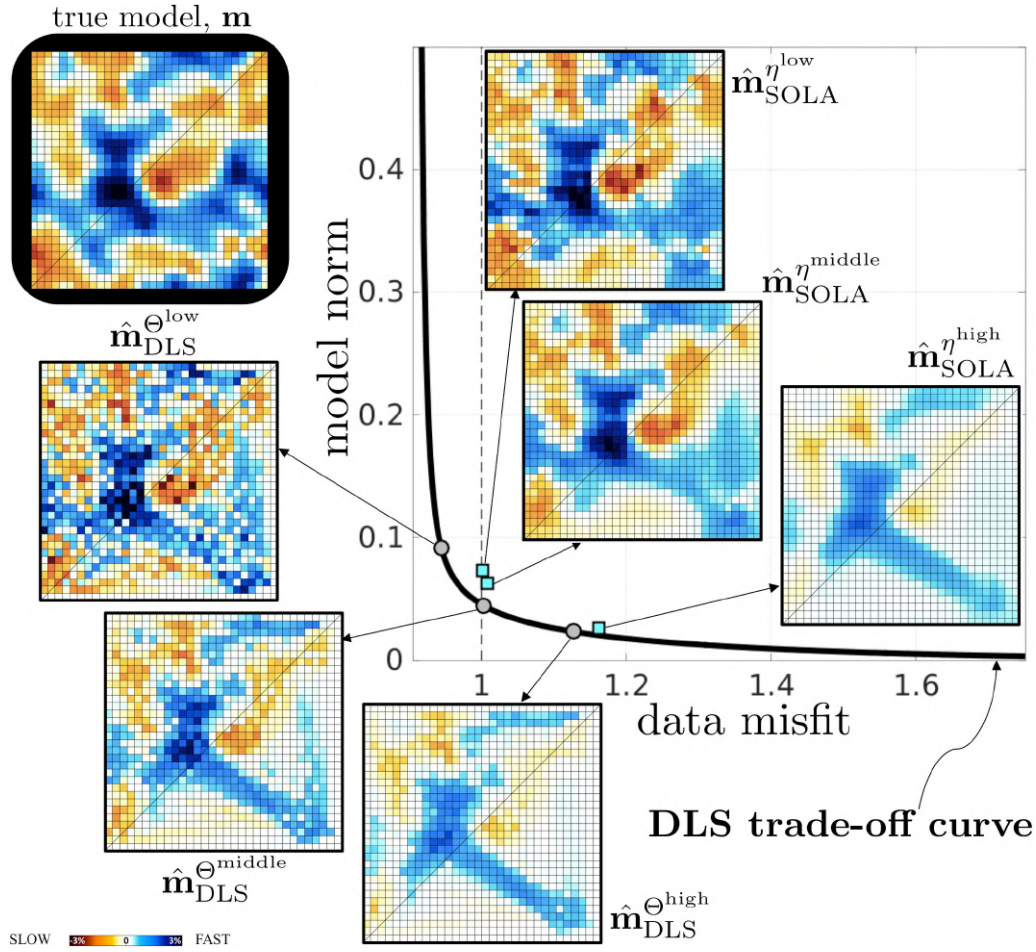 true model, m
m̂_SOLA^{η^low}
0.4
m̂_SOLA^{η^middle}
0.3
m̂_DLS^{Θ^low}
model norm
m̂_SOLA^{η^high}
0.2
0.1
0
1
1.2
1.4
1.6
data misfit
DLS trade-off curve
m̂_DLS^{Θ^middle}
m̂_DLS^{Θ^high}
SLOW -3% 0 3% FAST